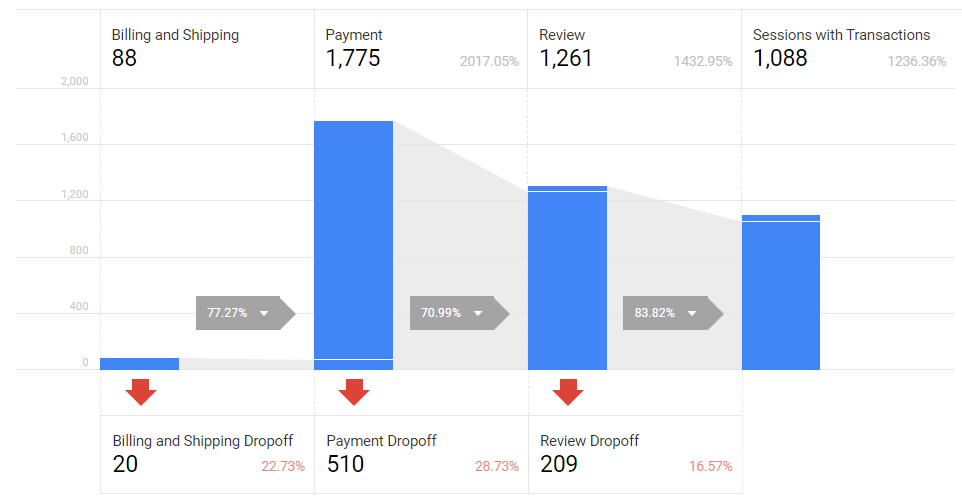 Billing and Shipping
88
Payment
1,775 2017.05%
Review
1,261 1432.95%
Sessions with Transactions
1,088 1236.36%
2,000
1,600
1,200
800
400
0
77.27%
70.99%
83.82%
Billing and Shipping Dropoff
20 22.73%
Payment Dropoff
510 28.73%
Review Dropoff
209 16.57%